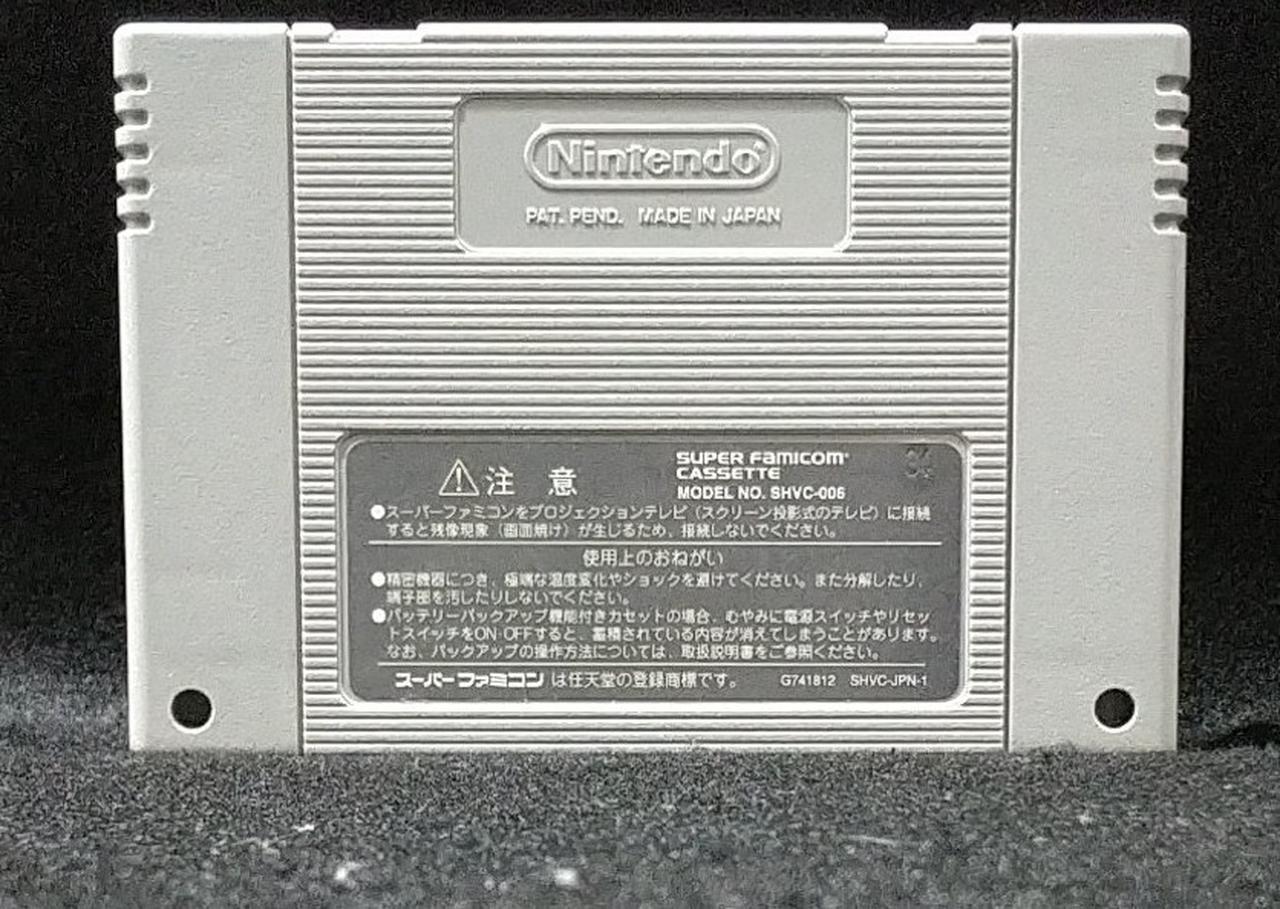 Nintendo®
PAT. PEND. MADE IN JAPAN
注 意
SUPER FAMICOM®
CASSETTE
MODEL NO. SHVC-006
●スーパーファミコンをプロジェクションテレビ(スクリーン投影式のテレビ)に接続
すると残像現象(画面焼け)が生じるため、接続しないでください。
使用上のおねがい
●精密機器につき、極端な温度変化やショックを避けてください。また分解したり、
端子部を汚したりしないでください。
●バッテリーバックアップ機能付きカセットの場合、むやみに電源スイッチやリセッ
トスイッチをON・OFFすると、蓄積されている内容が消えてしまうことがあります。
なお、バックアップの操作方法については、取扱説明書をご参照ください。
スーパーファミコン は任天堂の登録商標です。 G741812 SHVC-JPN-1